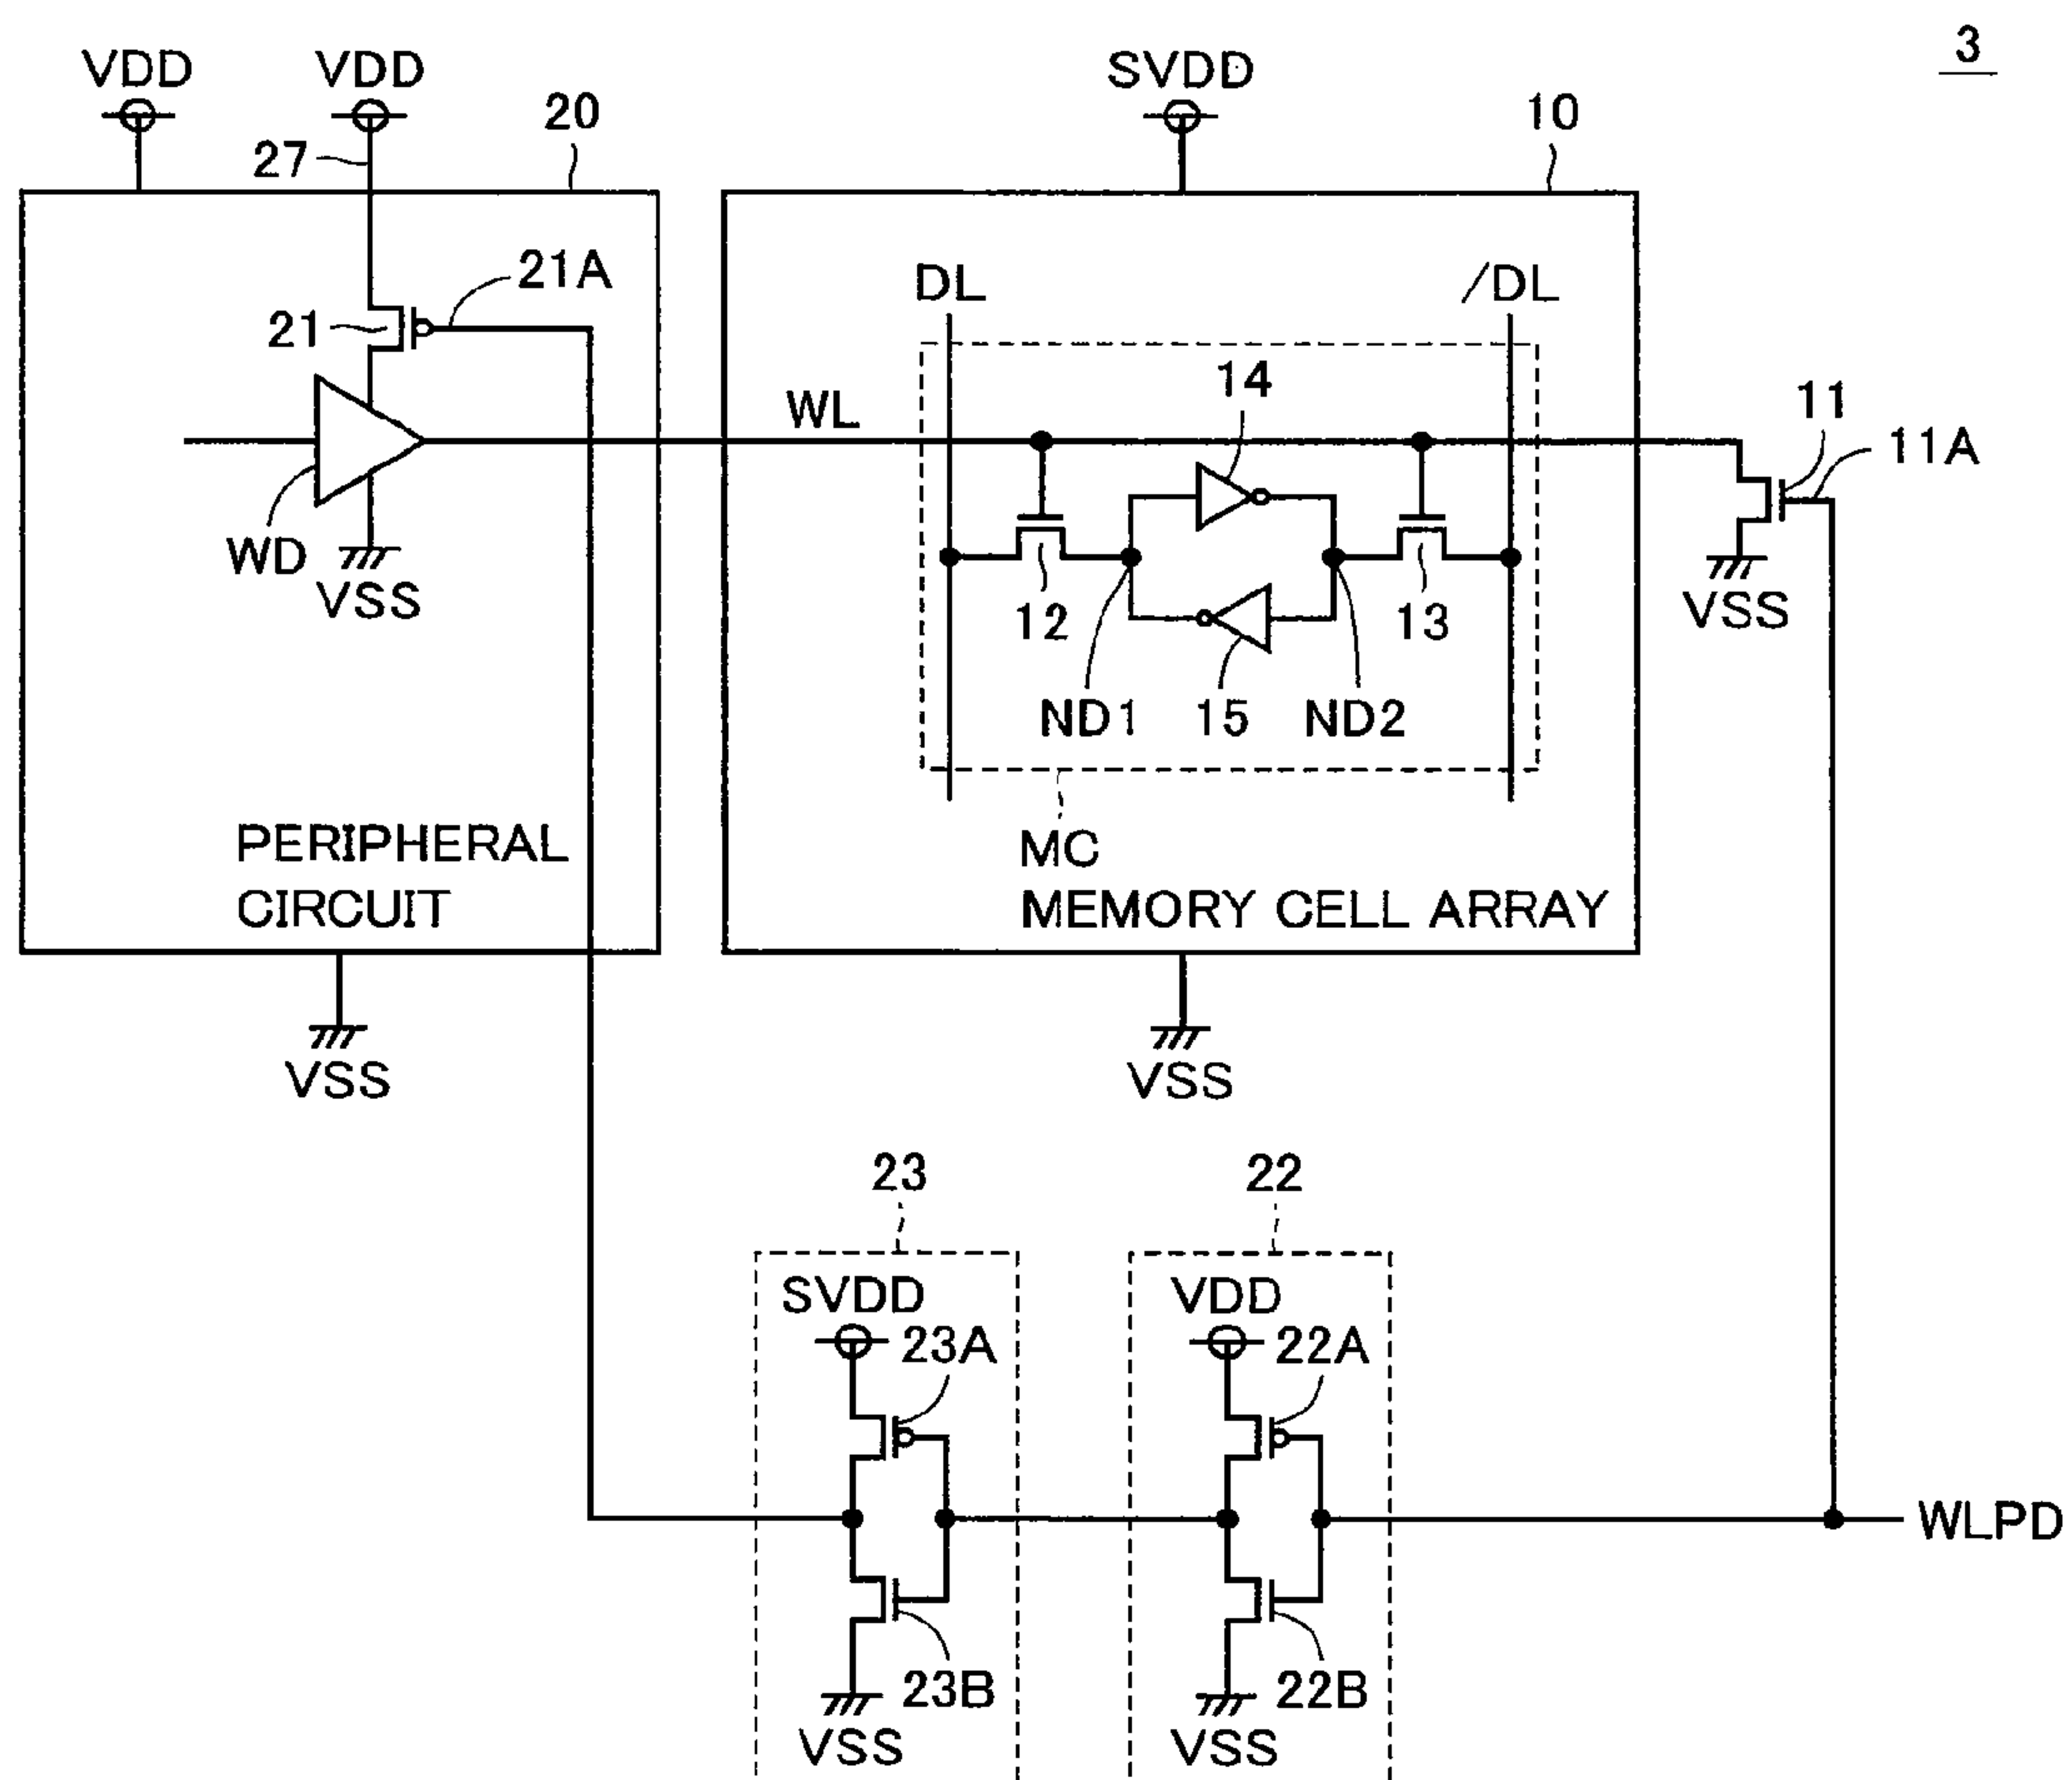 3
VDD
VDD
SVDD
20
10
27
21A
DL
/DL
21
14
11
WL
11A
WD
VSS
12
13
VSS
ND1
15
ND2
PERIPHERAL
CIRCUIT
MC
MEMORY CELL ARRAY
VSS
VSS
23
22
SVDD
VDD
23A
22A
WLPD
23B
22B
VSS
VSS